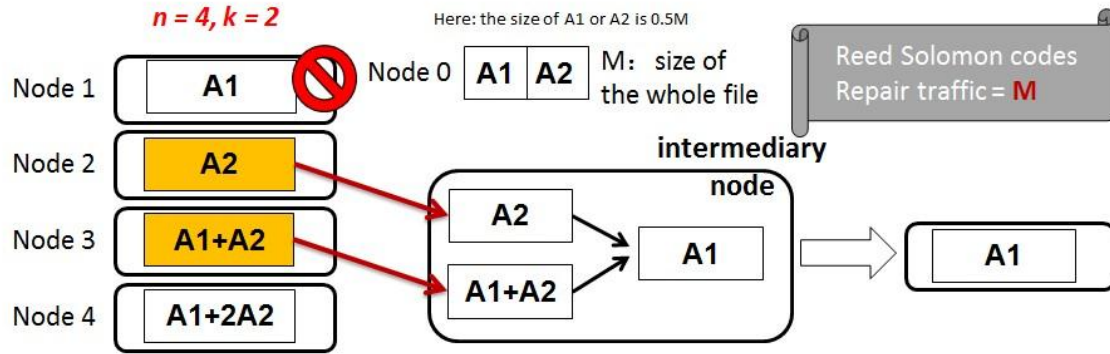 n = 4, k = 2
Here: the size of A1 or A2 is 0.5M
Node 1
A1
Node 0
A1
A2
M： size of
the whole file
Reed Solomon codes
Repair traffic = M
Node 2
A2
Node 3
A1+A2
Node 4
A1+2A2
intermediary
node
A2
A1+A2
A1
A1